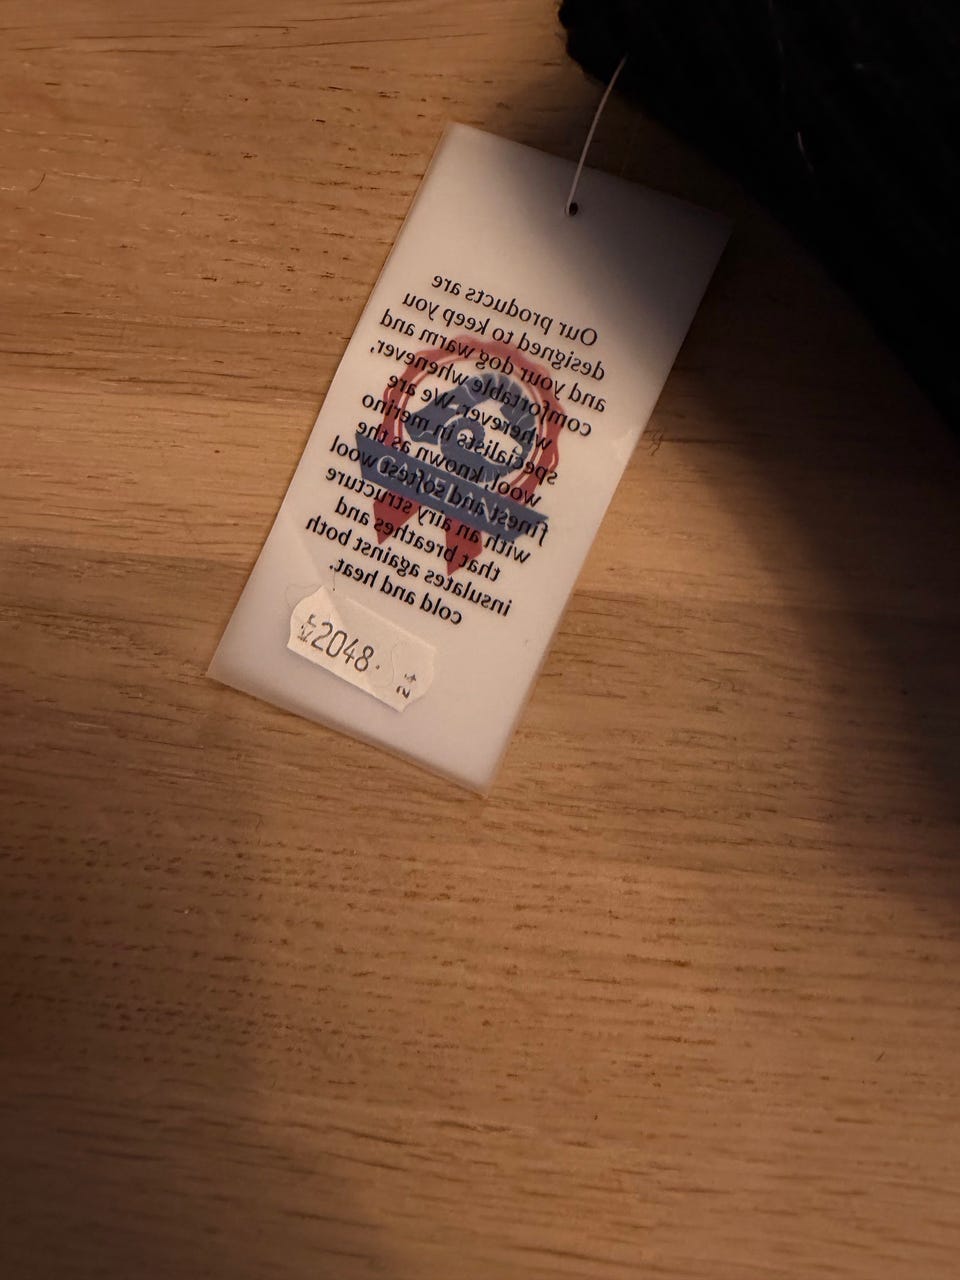 Our products are
designed to keep you
and your dog warm and
comfortable whenever,
wherever. We are
specialists in merino
wool, known as the
finest and softest wool
with an airy structure
that breathes and
insulates against both
cold and heat.
2048.